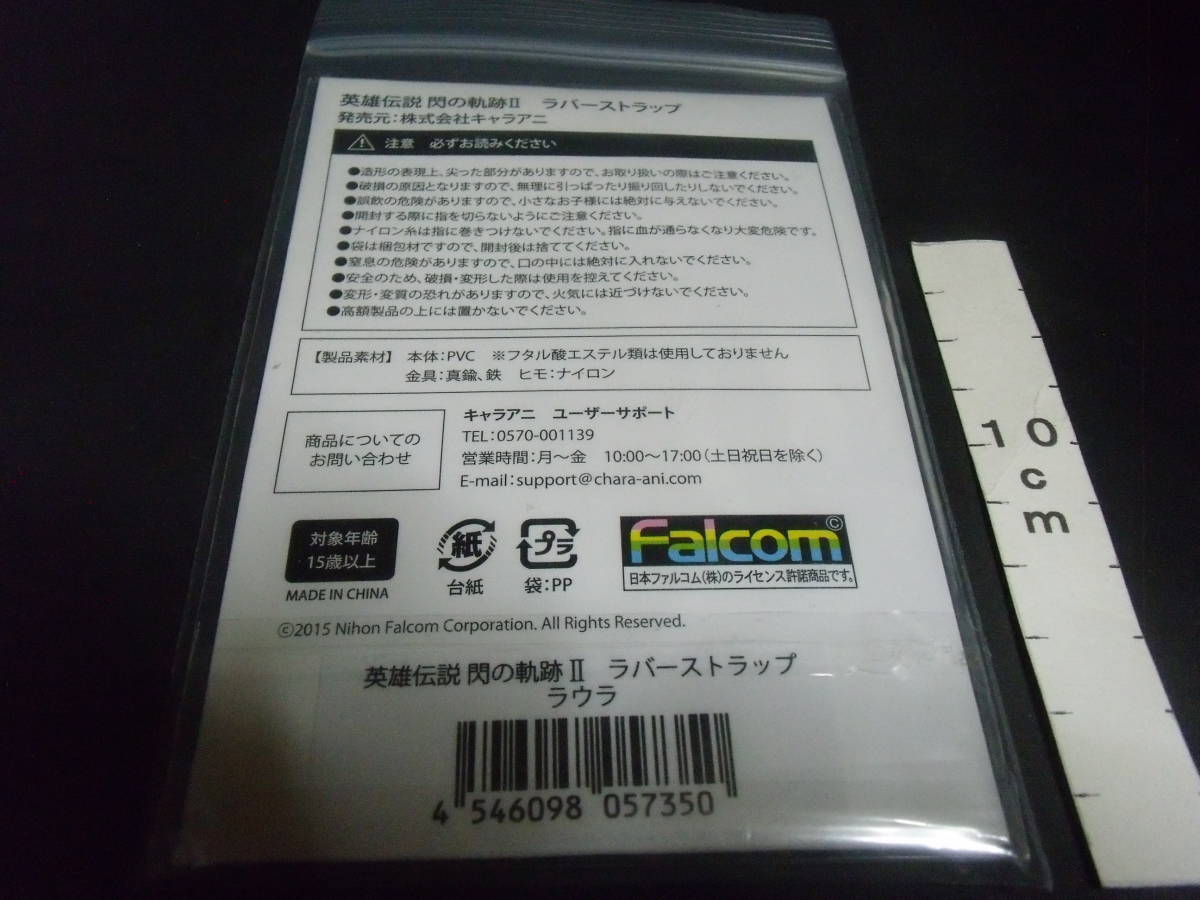 英雄伝説 閃の軌跡Ⅱ　ラバーストラップ
発売元：株式会社キャラアニ
注意　必ずお読みください
●造形の表現上、尖った部分がありますので、お取り扱いの際はご注意ください。
●破損の原因となりますので、無理に引っぱったり振り回したりしないでください。
●誤飲の危険がありますので、小さなお子様には絶対に与えないでください。
●開封する際に指を切らないようにご注意ください。
●ナイロン糸は指に巻きつけないでください。指に血が通らなくなり大変危険です。
●袋は梱包材ですので、開封後は捨ててください。
●窒息の危険がありますので、口の中には絶対に入れないでください。
●安全のため、破損・変形した際は使用を控えてください。
●変形・変質の恐れがありますので、火気には近づけないでください。
●高額製品の上には置かないでください。
【製品素材】　本体：PVC　※フタル酸エステル類は使用しておりません
金具：真鍮、鉄　ヒモ：ナイロン
商品についての
お問い合わせ
キャラアニ　ユーザーサポート
TEL：0570-001139
営業時間：月～金　10:00～17:00（土日祝日を除く）
E-mail：support@chara-ani.com
対象年齢
15歳以上
MADE IN CHINA
紙
台紙
プラ
袋：PP
Falcom ©
日本ファルコム（株）のライセンス許諾商品です。
©2015 Nihon Falcom Corporation. All Rights Reserved.
英雄伝説 閃の軌跡Ⅱ　ラバーストラップ
ラウラ
4 546098 057350
10
cm